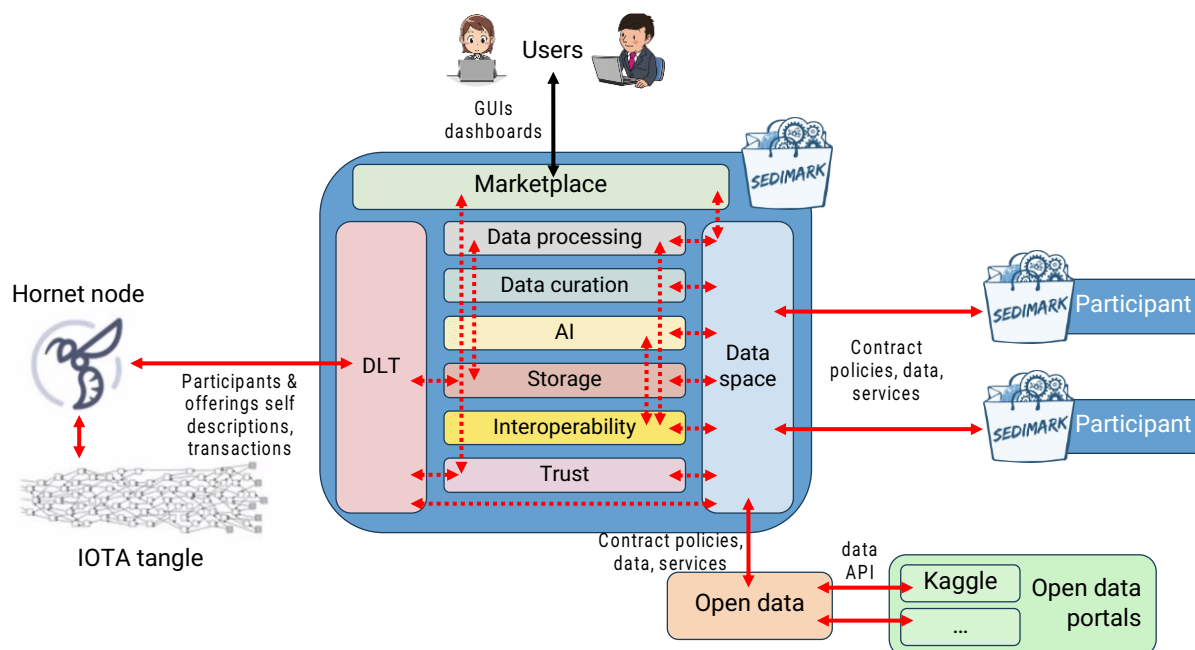 Users
GUIs
dashboards
SEDIMARK
Marketplace
Data processing
Data curation
AI
Storage
Interoperability
Trust
DLT
Data
space
Hornet node
Participants &
offerings self
descriptions,
transactions
IOTA tangle
SEDIMARK
Participant
Contract
policies, data,
services
SEDIMARK
Participant
Contract policies,
data, services
Open data
data
API
Kaggle
...
Open data
portals